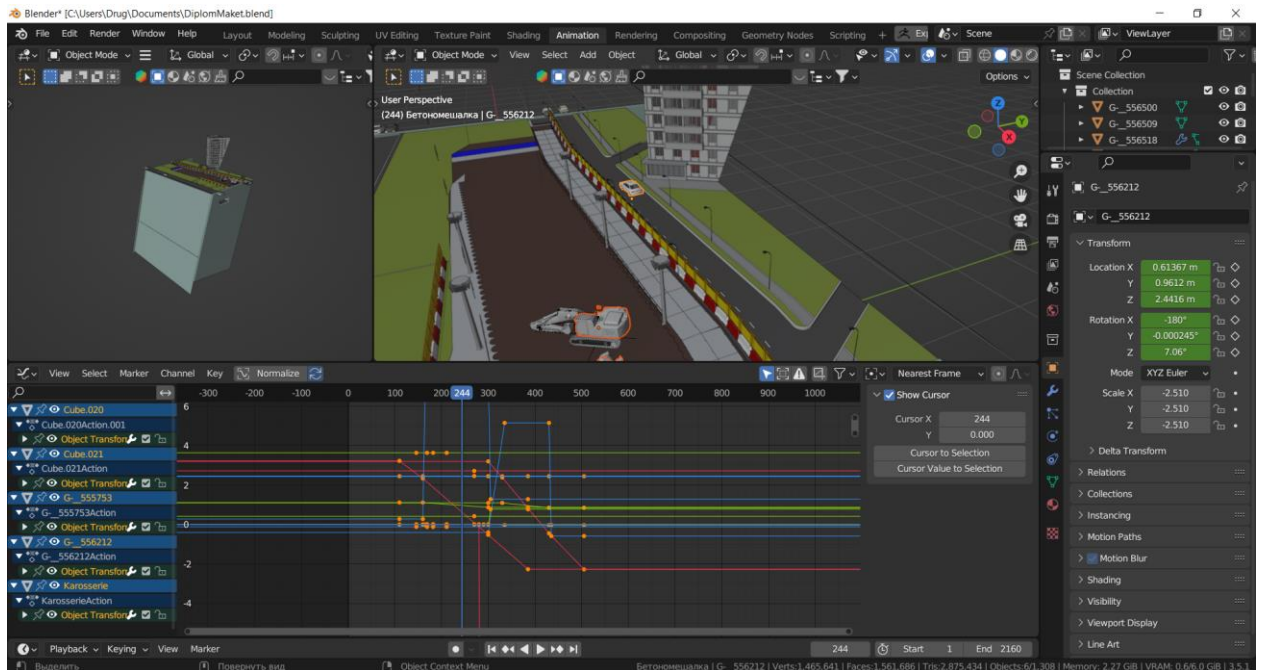 Blender* [C:\Users\Drug\Documents\DiplomMaket.blend]
File Edit Render Window Help Layout Modeling Sculpting UV Editing Texture Paint Shading Animation Rendering Compositing Geometry Nodes Scripting + Ex Scene ViewLayer
Object Mode Global Object Mode View Select Add Object Global
Options
User Perspective
(244) Бетономешалка | G-_556212
Z
Y
X
Scene Collection
Collection
G-_556500
G-_556509
G-_556518
G-_556212
G-_556212
Transform
Location X 0.61367 m
Y 0.9612 m
Z 2.4416 m
Rotation X -180°
Y -0.000245°
Z 7.06°
Mode XYZ Euler
Scale X -2.510
Y -2.510
Z -2.510
Delta Transform
Relations
Collections
Instancing
Motion Paths
Motion Blur
Shading
Visibility
Viewport Display
Line Art
View Select Marker Channel Key Normalize Nearest Frame
-300 -200 -100 0 100 200 244 300 400 500 600 700 800 900 1000
6
4
2
0
-2
-4
Cube.020
Cube.020Action.001
Object Transfor
Cube.021
Cube.021Action
Object Transfor
G-_555753
G-_555753Action
Object Transfor
G-_556212
G-_556212Action
Object Transfor
Karosserie
KarosserieAction
Object Transfor
Show Cursor
Cursor X 244
Y 0.000
Cursor to Selection
Cursor Value to Selection
Playback Keying View Marker 244 Start 1 End 2160
Выделить Повернуть вид Object Context Menu Бетономешалка | G-_556212 | Verts:1.465.641 | Faces:1.561.686 | Tris:2.875.434 | Objects:6/1.308 | Memory: 2.27 GiB | VRAM: 0.6/6.0 GiB | 3.5.1